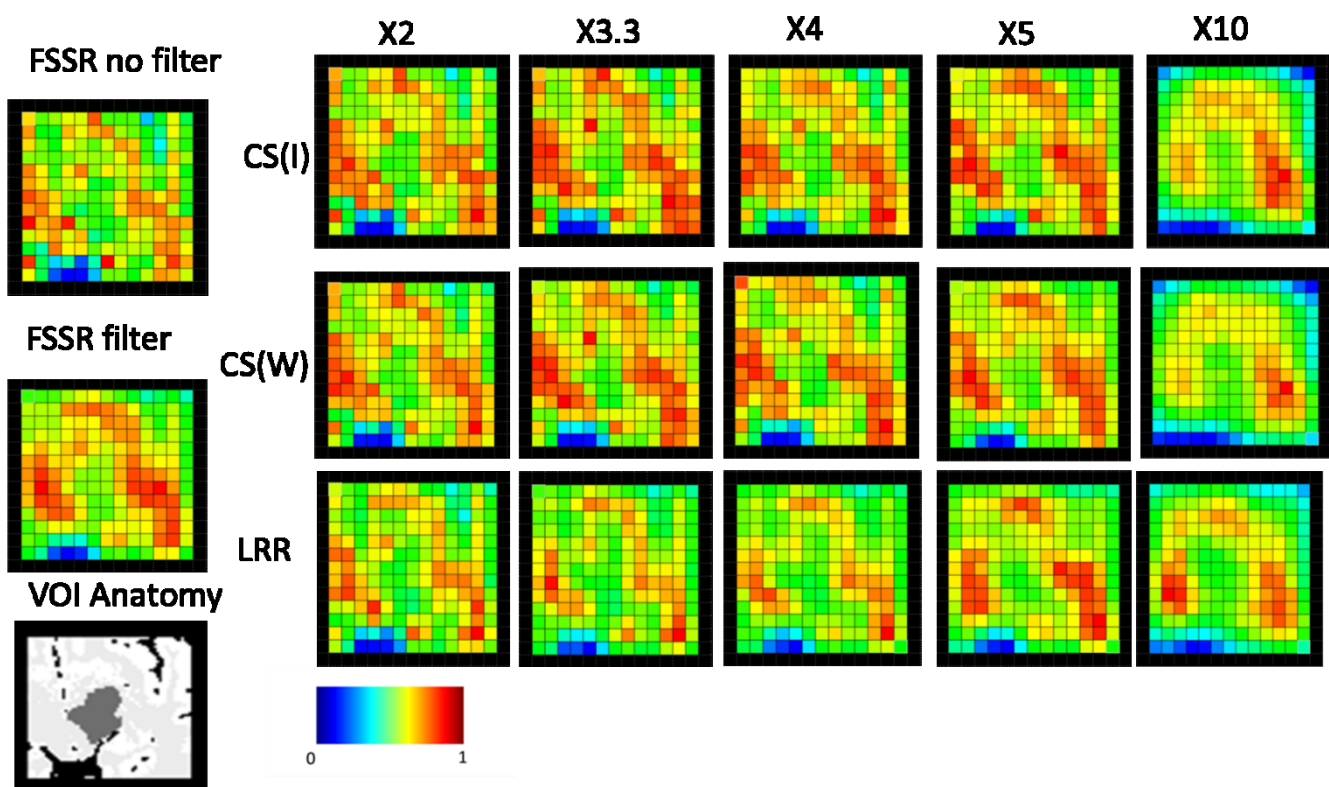 X2 X3.3 X4 X5 X10
FSSR no filter
CS(I)
FSSR filter
CS(W)
LRR
VOI Anatomy
0 1